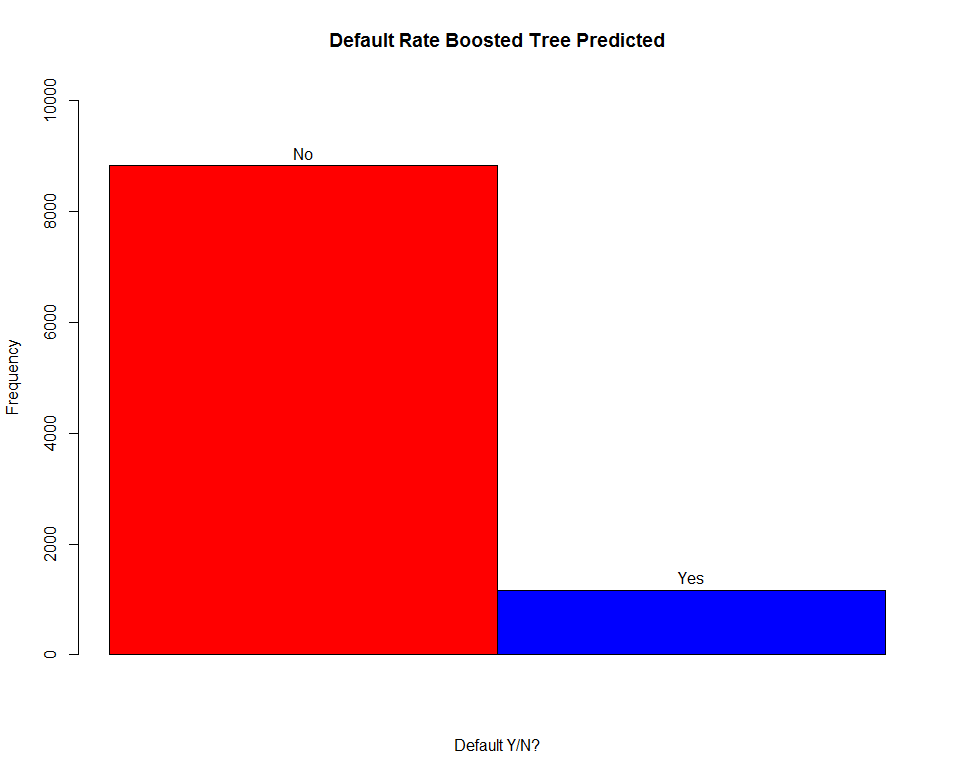 Default Rate Boosted Tree Predicted
10000
8000
6000
4000
2000
0
Frequency
No
Yes
Default Y/N?